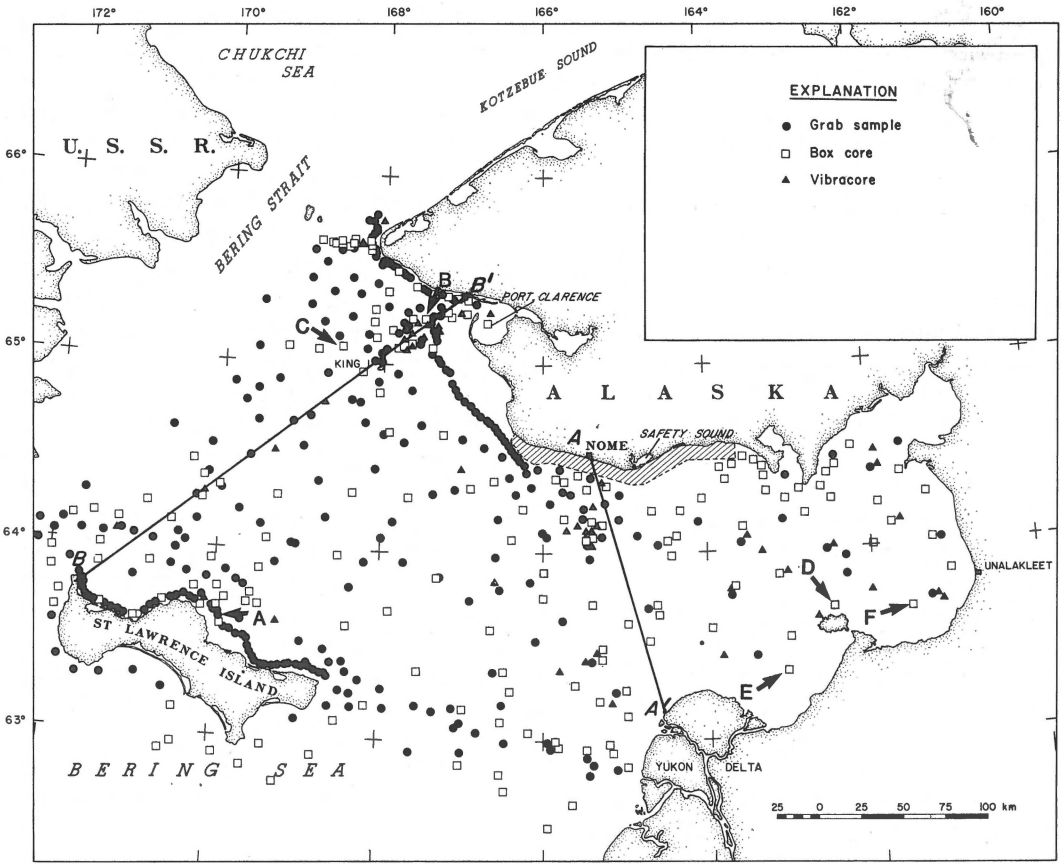 172° 170° 168° 166° 164° 162° 160°
CHUKCHI
SEA
KOTZEBUE SOUND
EXPLANATION
Grab sample
Box core
Vibracore
U. S. S. R.
66°
BERING STRAIT
B B'
PORT CLARENCE
C
65°
KING I.
A L A S K A
A NOME
SAFETY SOUND
64°
B
D
UNALAKLEET
A
F
ST LAWRENCE ISLAND
E
63°
A'
YUKON DELTA
BERING SEA
25 0 25 50 75 100 km